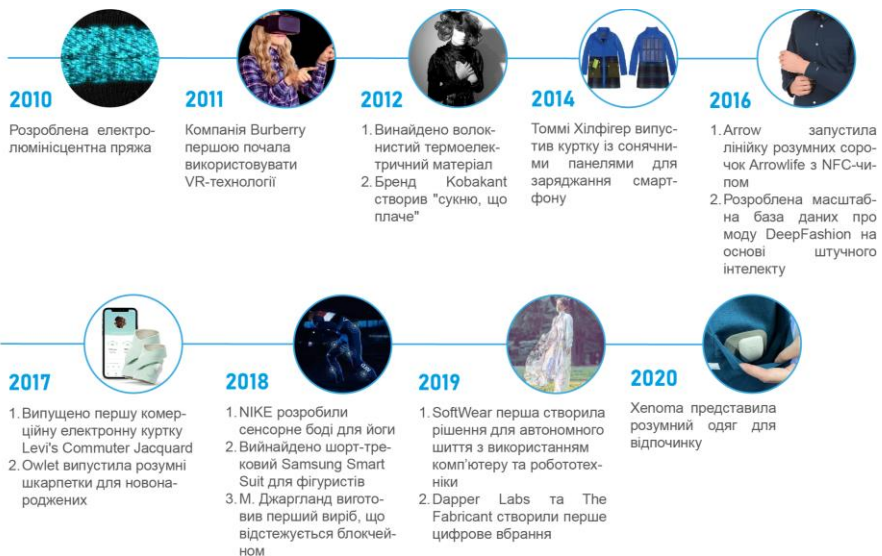 2010
Розроблена електро-
люмінісцентна пряжа
2011
Компанія Burberry
першою почала
використовувати
VR-технології
2012
1. Винайдено волок-
нистий термоелек-
тричний матеріал
2. Бренд Kobakant
створив "сукню, що
плаче"
2014
Томмі Хілфігер випус-
тив куртку із сонячни-
ми панелями для
заряджання смарт-
фону
2016
1. Arrow запустила
лінійку розумних соро-
чок Arrowlife з NFC-чи-
пом
2. Розроблена масштаб-
на база даних про
моду DeepFashion на
основі штучного
інтелекту
2017
1. Випущено першу комер-
ційну електронну куртку
Levi's Commuter Jacquard
2. Owlet випустила розумні
шкарпетки для новона-
роджених
2018
1. NIKE розробили
сенсорне боді для йоги
2. Вийнайдено шорт-тре-
ковий Samsung Smart
Suit для фігуристів
3. М. Джаргланд вигото-
вив перший виріб, що
відстежується блокчей-
ном
2019
1. SoftWear перша створила
рішення для автономного
шиття з використанням
комп’ютеру та робототех-
ніки
2. Dapper Labs та The
Fabricant створили перше
цифрове вбрання
2020
Xenoma представила
розумний одяг для
відпочинку